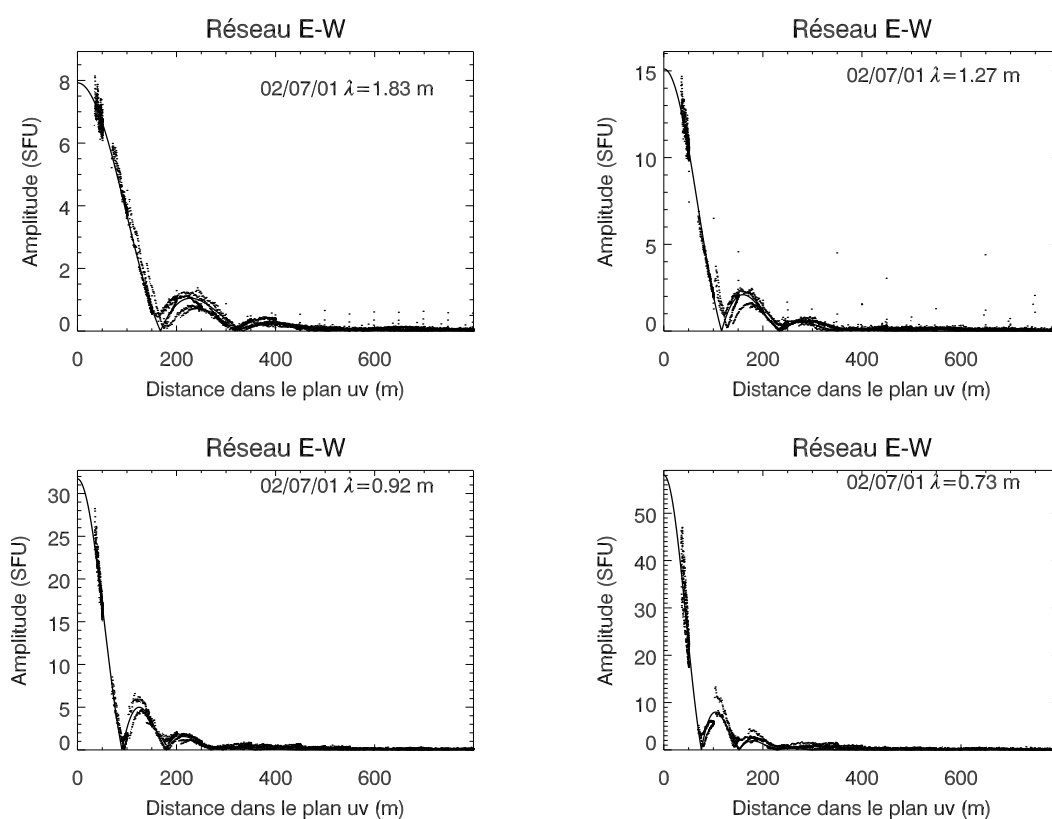 Réseau E-W
02/07/01 λ=1.83 m
Amplitude (SFU)
8
6
4
2
0
0 200 400 600
Distance dans le plan uv (m)
Réseau E-W
02/07/01 λ=1.27 m
Amplitude (SFU)
15
10
5
0
0 200 400 600
Distance dans le plan uv (m)
Réseau E-W
02/07/01 λ=0.92 m
Amplitude (SFU)
30
25
20
15
10
5
0
0 200 400 600
Distance dans le plan uv (m)
Réseau E-W
02/07/01 λ=0.73 m
Amplitude (SFU)
50
40
30
20
10
0
0 200 400 600
Distance dans le plan uv (m)